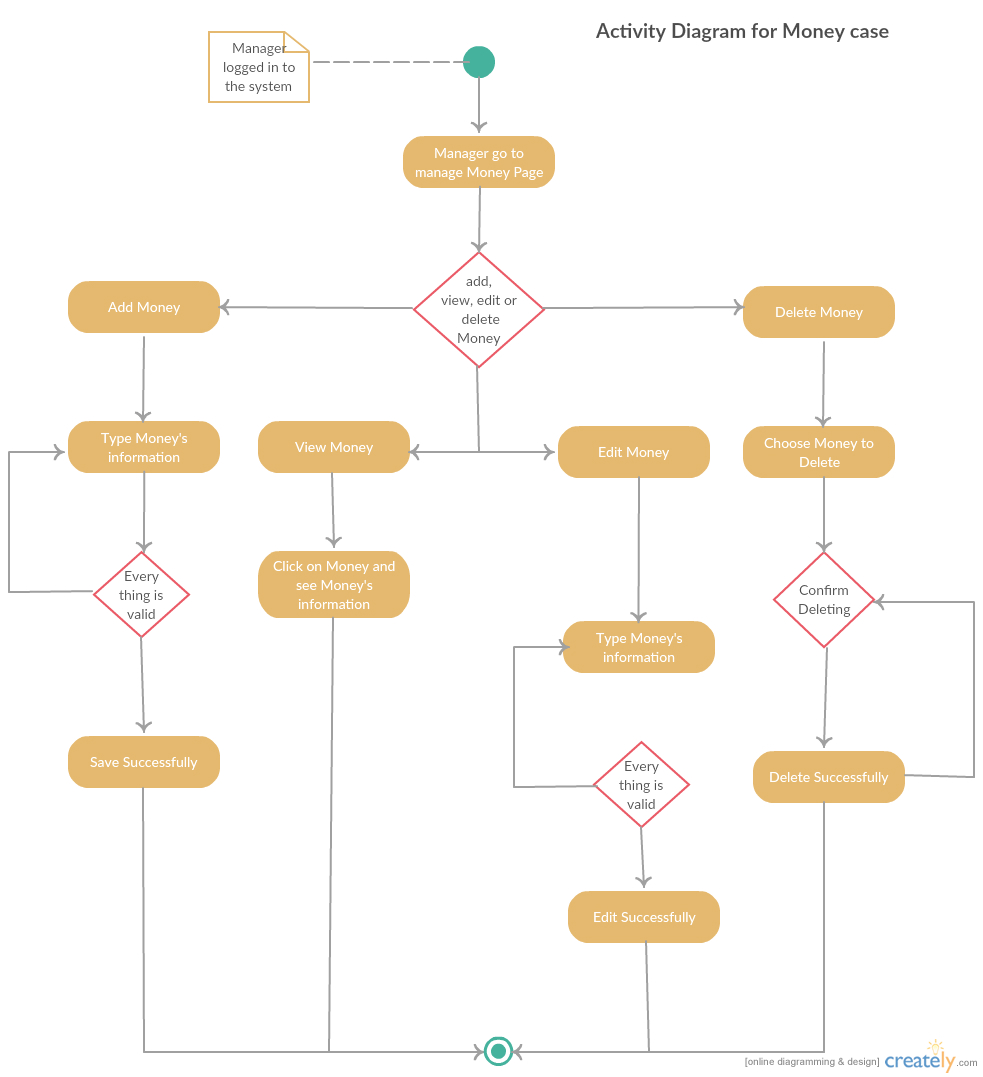 Activity Diagram for Money case
Manager
logged in to
the system
Manager go to
manage Money Page
add,
view, edit or
delete
Money
Add Money
Delete Money
Type Money's
information
View Money
Edit Money
Choose Money to
Delete
Every
thing is
valid
Click on Money and
see Money's
information
Confirm
Deleting
Type Money's
information
Save Successfully
Every
thing is
valid
Delete Successfully
Edit Successfully
[online diagramming & design] creately.com